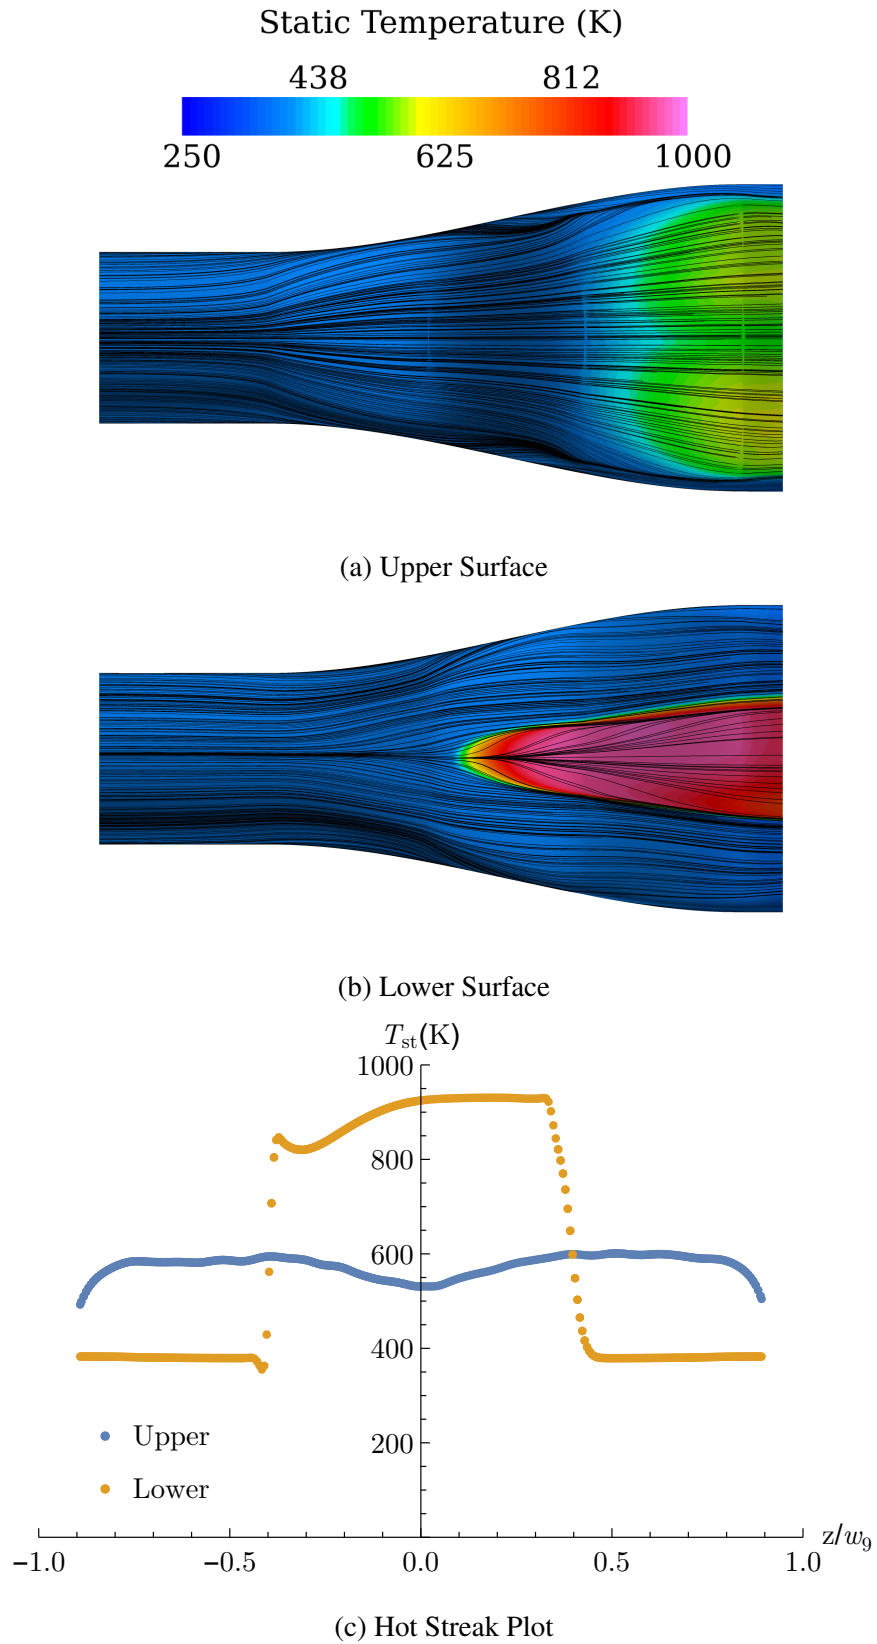 Static Temperature (K)
438 812
250 625 1000
(a) Upper Surface
(b) Lower Surface
T_st(K)
1000
800
600
400
200
Upper
Lower
−1.0 −0.5 0.0 0.5 1.0 z/w_9
(c) Hot Streak Plot